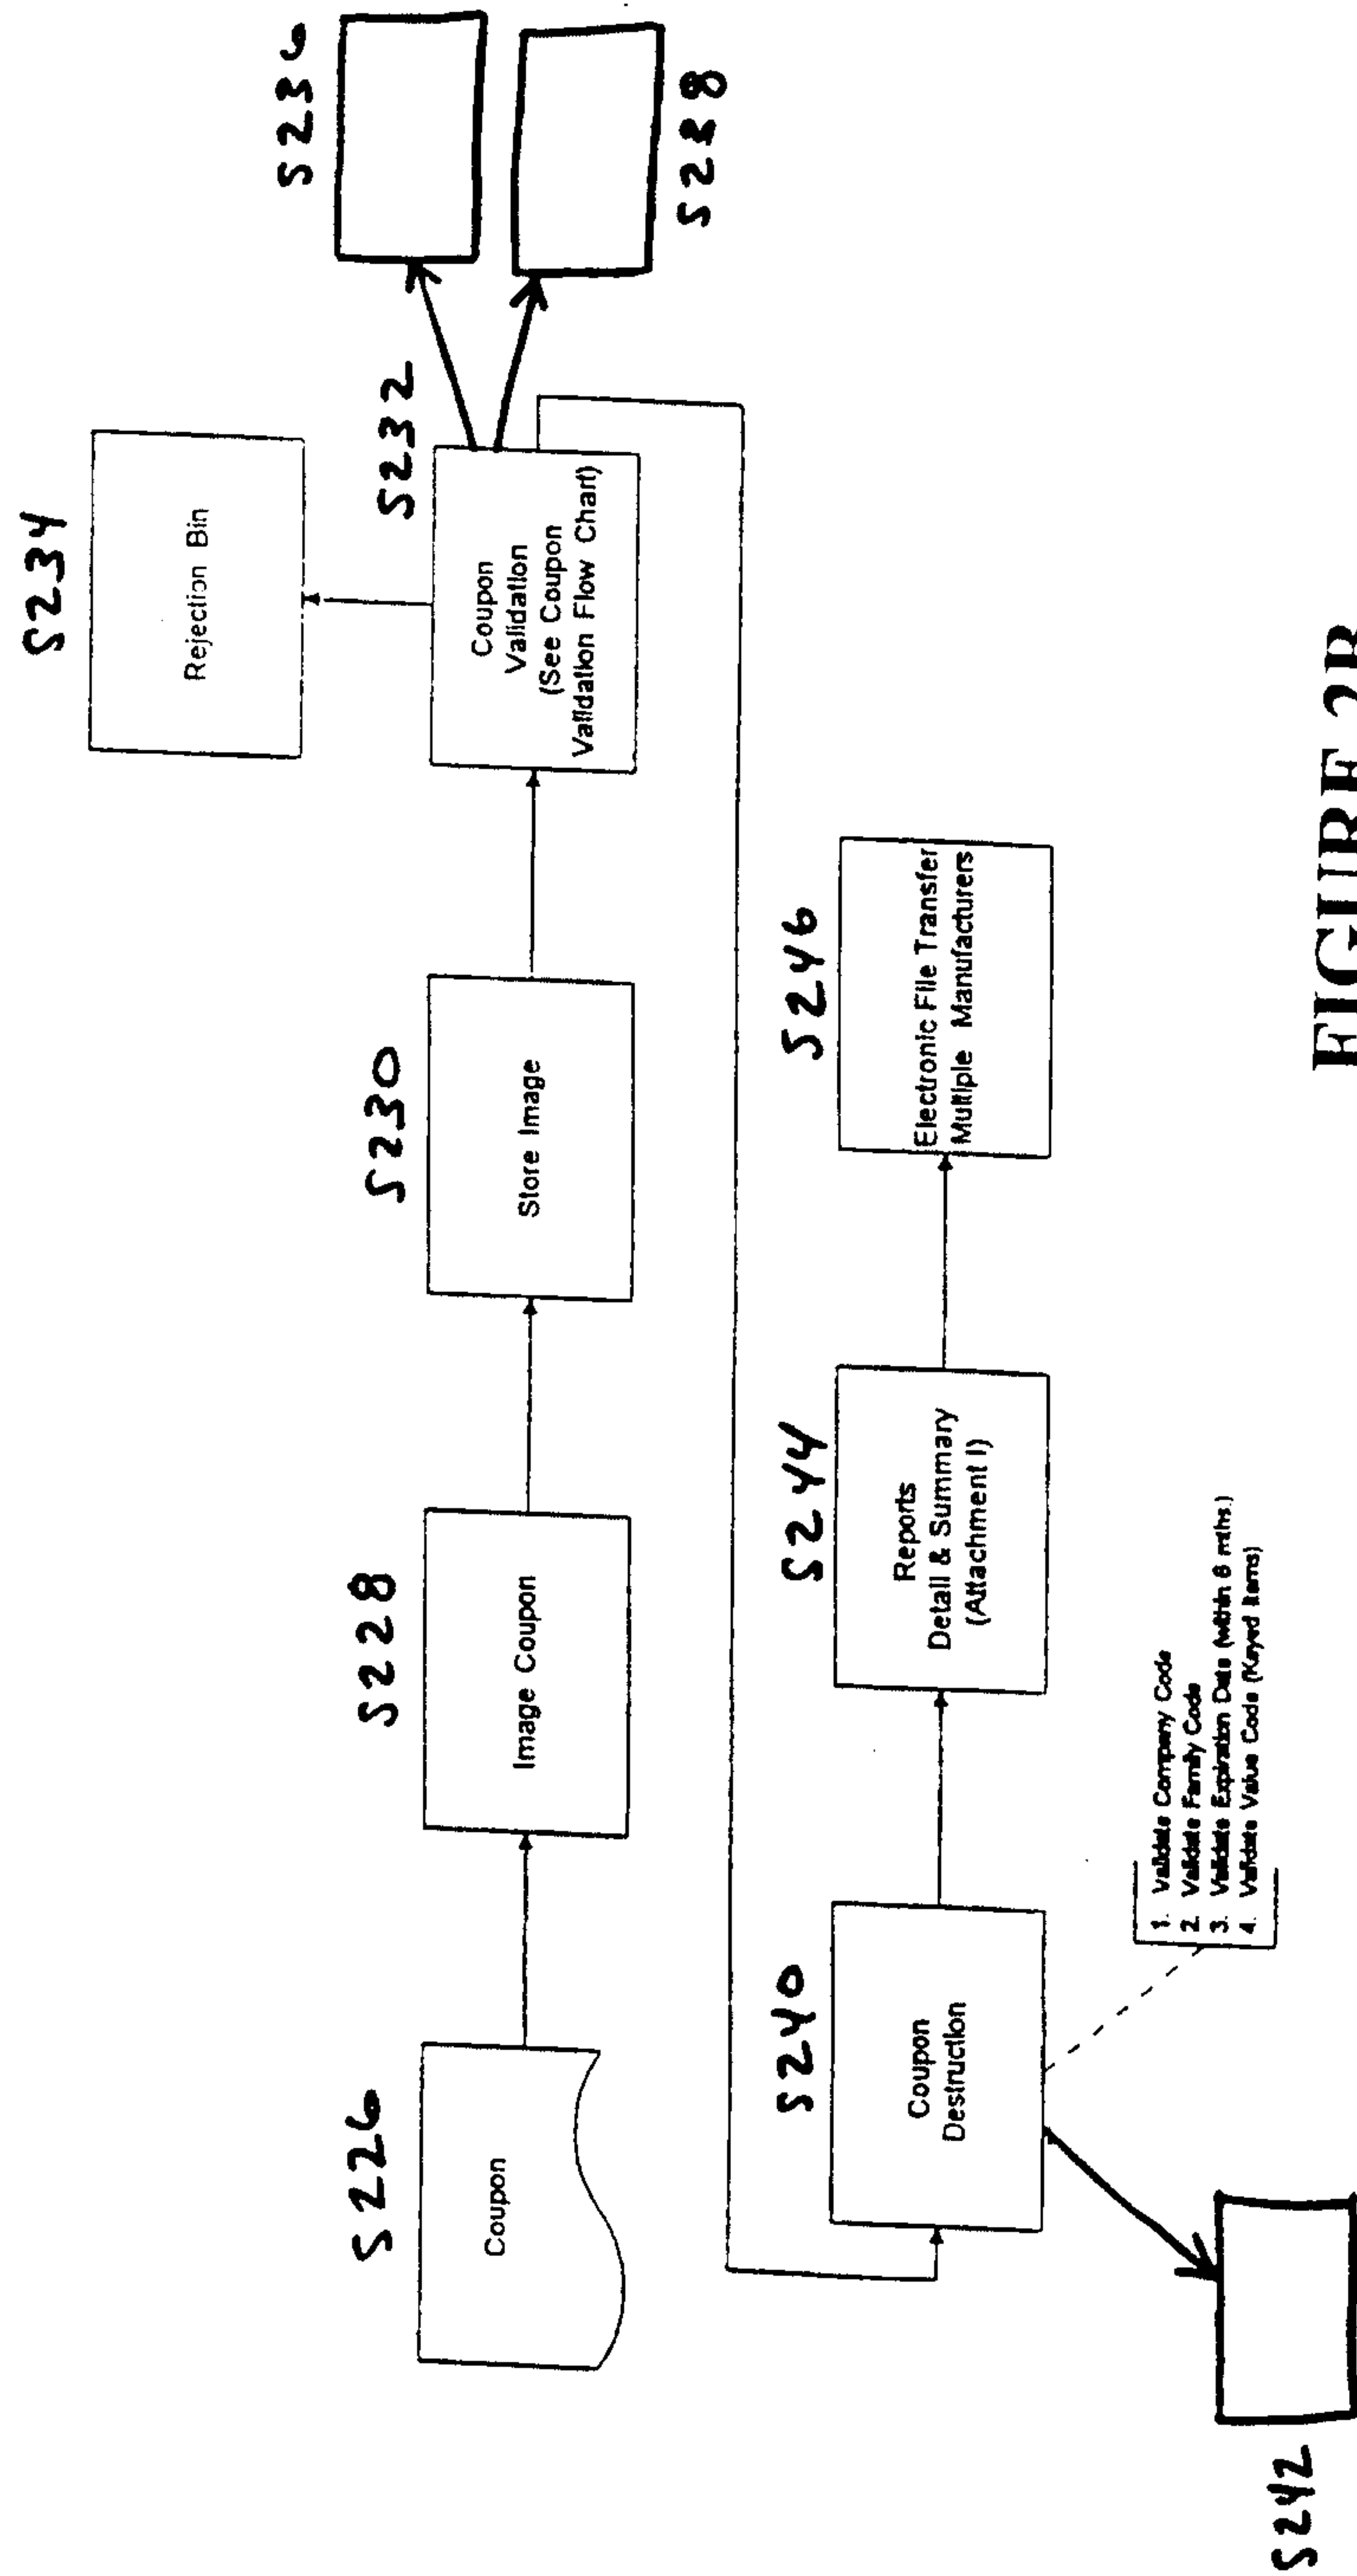 S234
Rejection Bin
S236
S226
Coupon
S228
Image Coupon
S230
Store Image
S232
Coupon
Validation
(See Coupon
Validation Flow Chart)
S238
S240
Coupon
Destruction
S244
Reports
Detail & Summary
(Attachment I)
S246
Electronic File Transfer
Multiple Manufacturers
1. Validate Company Code
2. Validate Family Code
3. Validate Expiration Date (within 6 mths.)
4. Validate Value Code (Keyed Items)
S242
FIGURE 2B